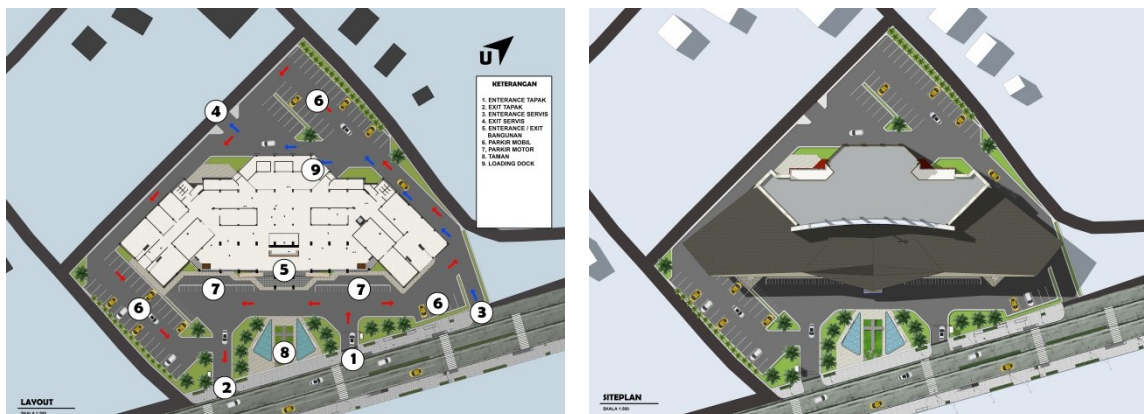 U
KETERANGAN
1. ENTERANCE TAPAK
2. EXIT TAPAK
3. ENTERANCE SERVIS
4. EXIT SERVIS
5. ENTERANCE / EXIT
BANGUNAN
6. PARKIR MOBIL
7. PARKIR MOTOR
8. TAMAN
9. LOADING DOCK
6
4
9
5
7
7
6
6
3
8
1
2
LAYOUT
SITEPLAN